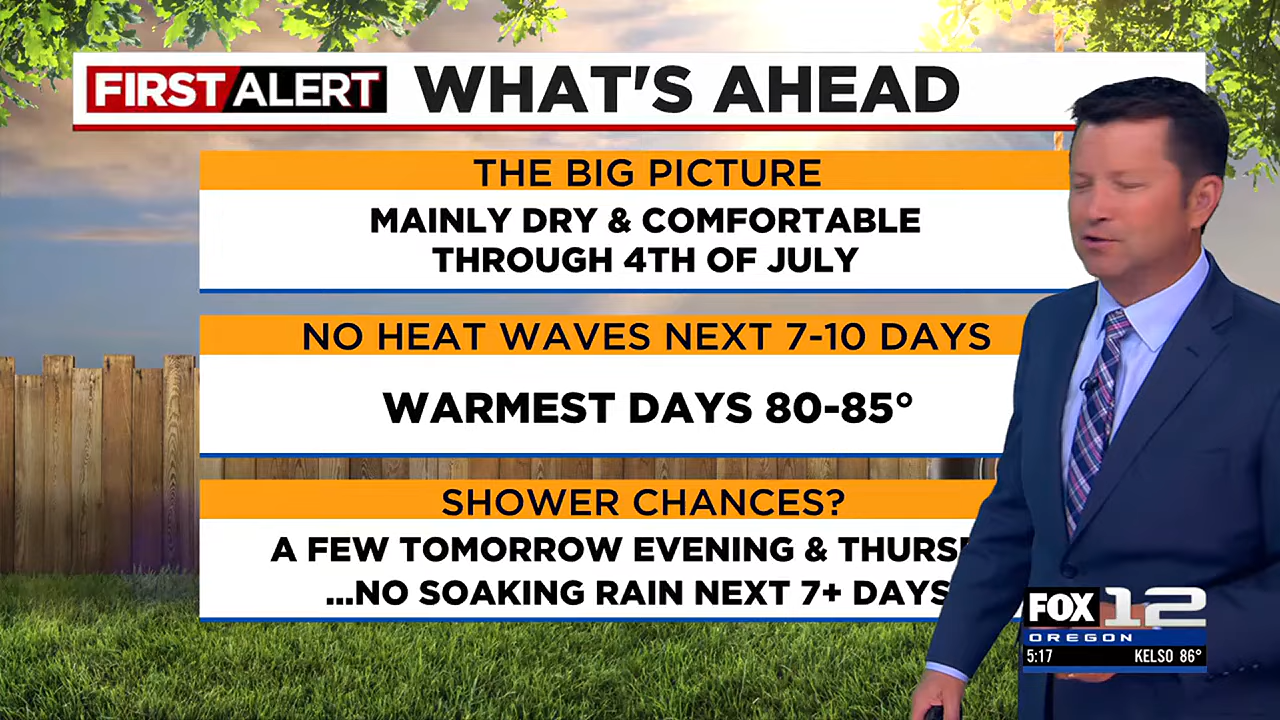 FIRST ALERT WHAT'S AHEAD
THE BIG PICTURE
MAINLY DRY & COMFORTABLE
THROUGH 4TH OF JULY
NO HEAT WAVES NEXT 7-10 DAYS
WARMEST DAYS 80-85°
SHOWER CHANCES?
A FEW TOMORROW EVENING &
...NO SOAKING RAIN NEXT 7+ DAYS
FOX 12
OREGON
5:17 KELSO 86°